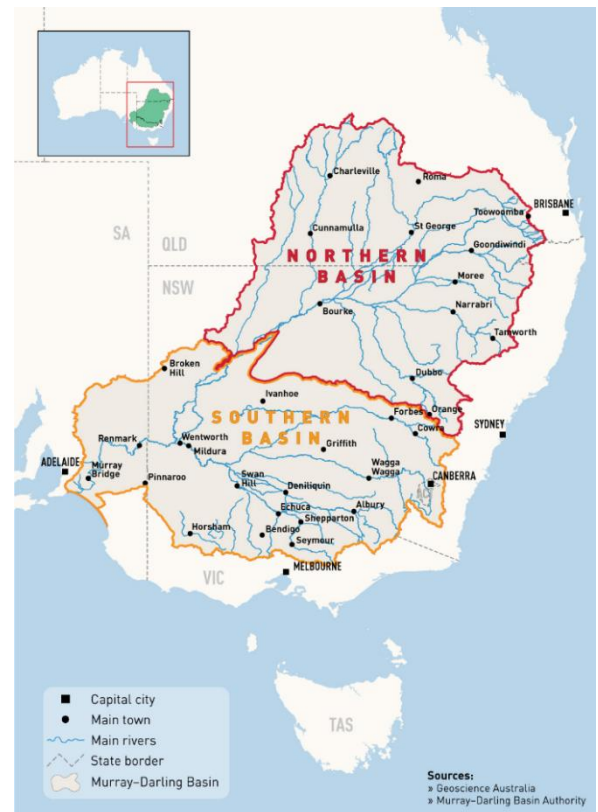 Charleville
Roma
BRISBANE
Toowoomba
SA
QLD
Cunnamulla
St George
Goondiwindi
NORTHERN
BASIN
NSW
Moree
Bourke
Narrabri
Tamworth
Broken
Hill
Dubbo
Ivanhoe
SOUTHERN
BASIN
Forbes
Orange
Cowra
SYDNEY
Renmark
Wentworth
Mildura
Griffith
ADELAIDE
Murray
Bridge
Pinnaroo
Swan
Hill
Deniliquin
Wagga
Wagga
CANBERRA
ACT
Echuca
Shepparton
Albury
Horsham
Bendigo
Seymour
VIC
MELBOURNE
TAS
Capital city
Main town
Main rivers
State border
Murray–Darling Basin
Sources:
» Geoscience Australia
» Murray–Darling Basin Authority